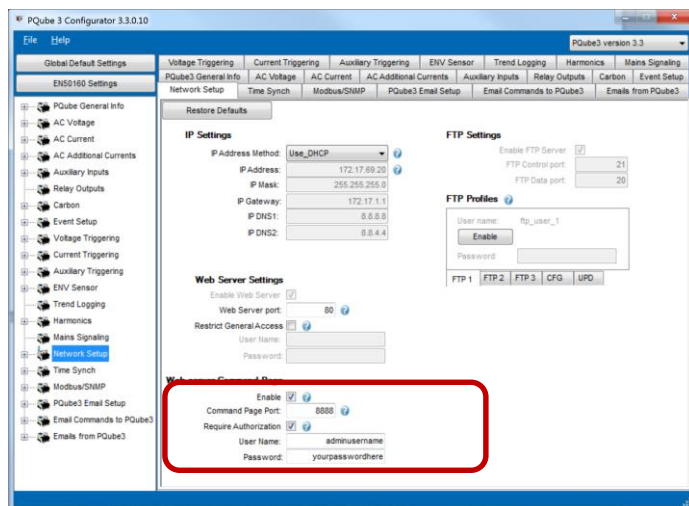 PQube 3 Configurator 3.3.0.10
File Help
PQube3 version 3.3
Global Default Settings
EN50160 Settings
PQube General Info
AC Voltage
AC Current
AC Additional Currents
Auxiliary Inputs
Relay Outputs
Carbon
Event Setup
Voltage Triggering
Current Triggering
Auxiliary Triggering
ENV Sensor
Trend Logging
Harmonics
Mains Signaling
Network Setup
Time Synch
Modbus/SNMP
PQube3 Email Setup
Email Commands to PQube3
Emails from PQube3
Voltage Triggering Current Triggering Auxiliary Triggering ENV Sensor Trend Logging Harmonics Mains Signaling
PQube3 General Info AC Voltage AC Current AC Additional Currents Auxiliary Inputs Relay Outputs Carbon Event Setup
Network Setup Time Synch Modbus/SNMP PQube3 Email Setup Email Commands to PQube3 Emails from PQube3
Restore Defaults
IP Settings
IP Address Method: Use_DHCP
IP Address: 172.17.69.20
IP Mask: 255.255.255.0
IP Gateway: 172.17.1.1
IP DNS1: 8.8.8.8
IP DNS2: 8.8.4.4
Web Server Settings
Enable Web Server
Web Server port: 80
Restrict General Access
User Name:
Password:
Web server Command Page
Enable
Command Page Port: 8888
Require Authorization
User Name: adminusername
Password: yourpasswordhere
FTP Settings
Enable FTP Server
FTP Control port: 21
FTP Data port: 20
FTP Profiles
User name: ftp_user_1
Enable
Password
FTP 1 FTP 2 FTP 3 CFG UPD